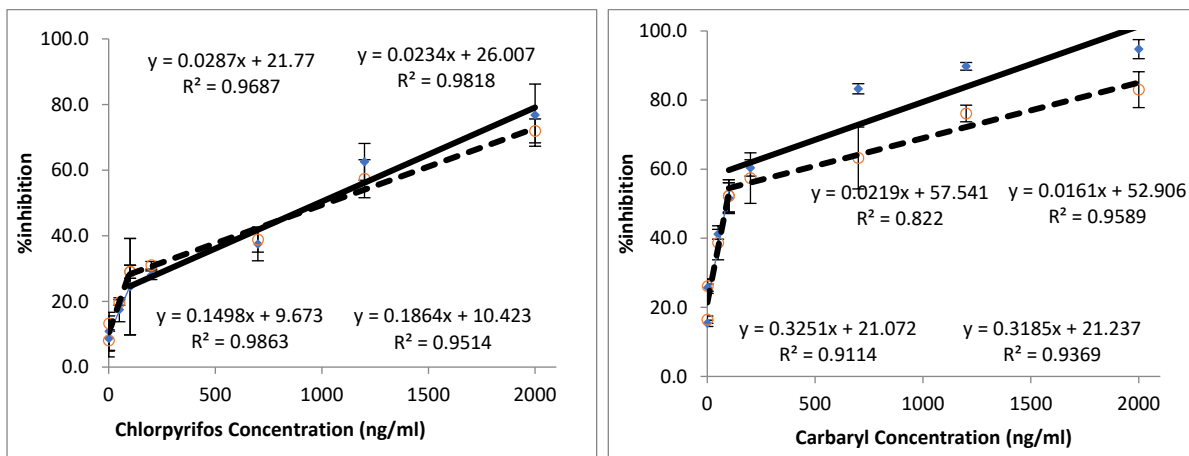 100.0
80.0
60.0
40.0
20.0
0.0
%inhibition
y = 0.0287x + 21.77
R² = 0.9687
y = 0.0234x + 26.007
R² = 0.9818
y = 0.1498x + 9.673
R² = 0.9863
y = 0.1864x + 10.423
R² = 0.9514
0 500 1000 1500 2000
Chlorpyrifos Concentration (ng/ml)
100.0
80.0
60.0
40.0
20.0
0.0
%inhibition
y = 0.0219x + 57.541
R² = 0.822
y = 0.0161x + 52.906
R² = 0.9589
y = 0.3251x + 21.072
R² = 0.9114
y = 0.3185x + 21.237
R² = 0.9369
0 500 1000 1500 2000
Carbaryl Concentration (ng/ml)